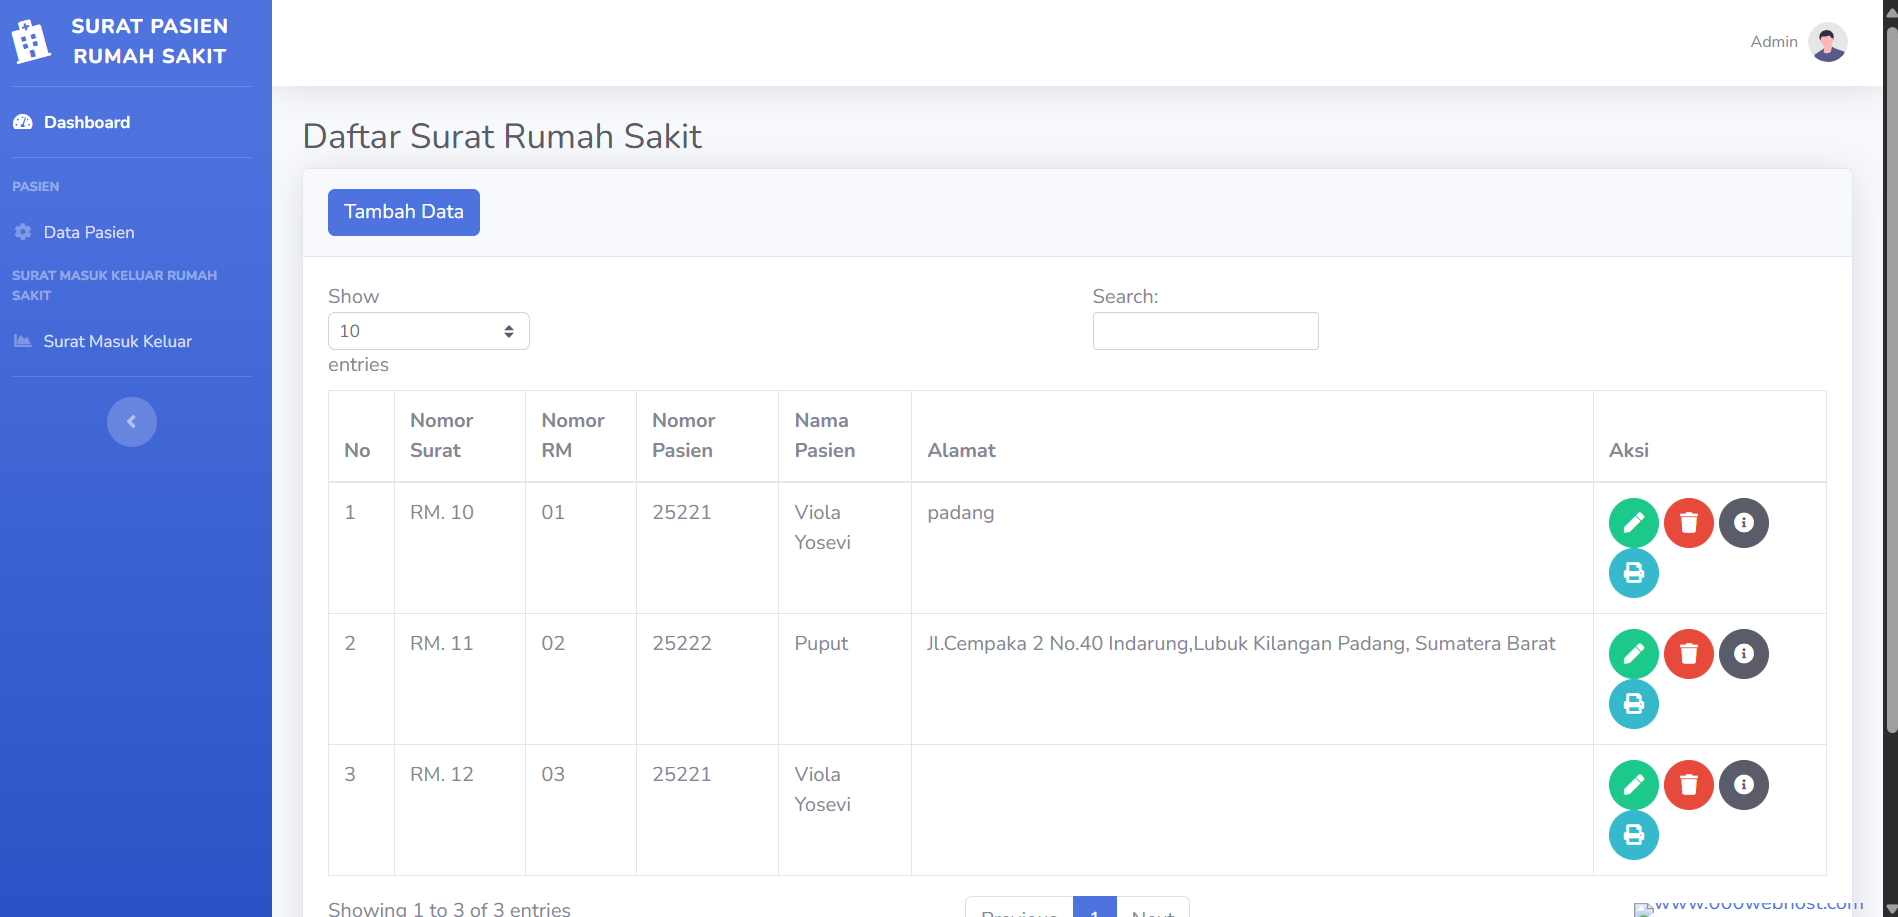 SURAT PASIEN
RUMAH SAKIT
Admin
Dashboard
Daftar Surat Rumah Sakit
PASIEN
Tambah Data
Data Pasien
SURAT MASUK KELUAR RUMAH
SAKIT
Show
Search:
10
Surat Masuk Keluar
entries
No
Nomor
Surat
Nomor
RM
Nomor
Pasien
Nama
Pasien
Alamat
Aksi
1
RM. 10
01
25221
Viola
Yosevi
padang
2
RM. 11
02
25222
Puput
Jl.Cempaka 2 No.40 Indarung,Lubuk Kilangan Padang, Sumatera Barat
3
RM. 12
03
25221
Viola
Yosevi
Showing 1 to 3 of 3 entries
Previous
1
Next
www.000webhost.com